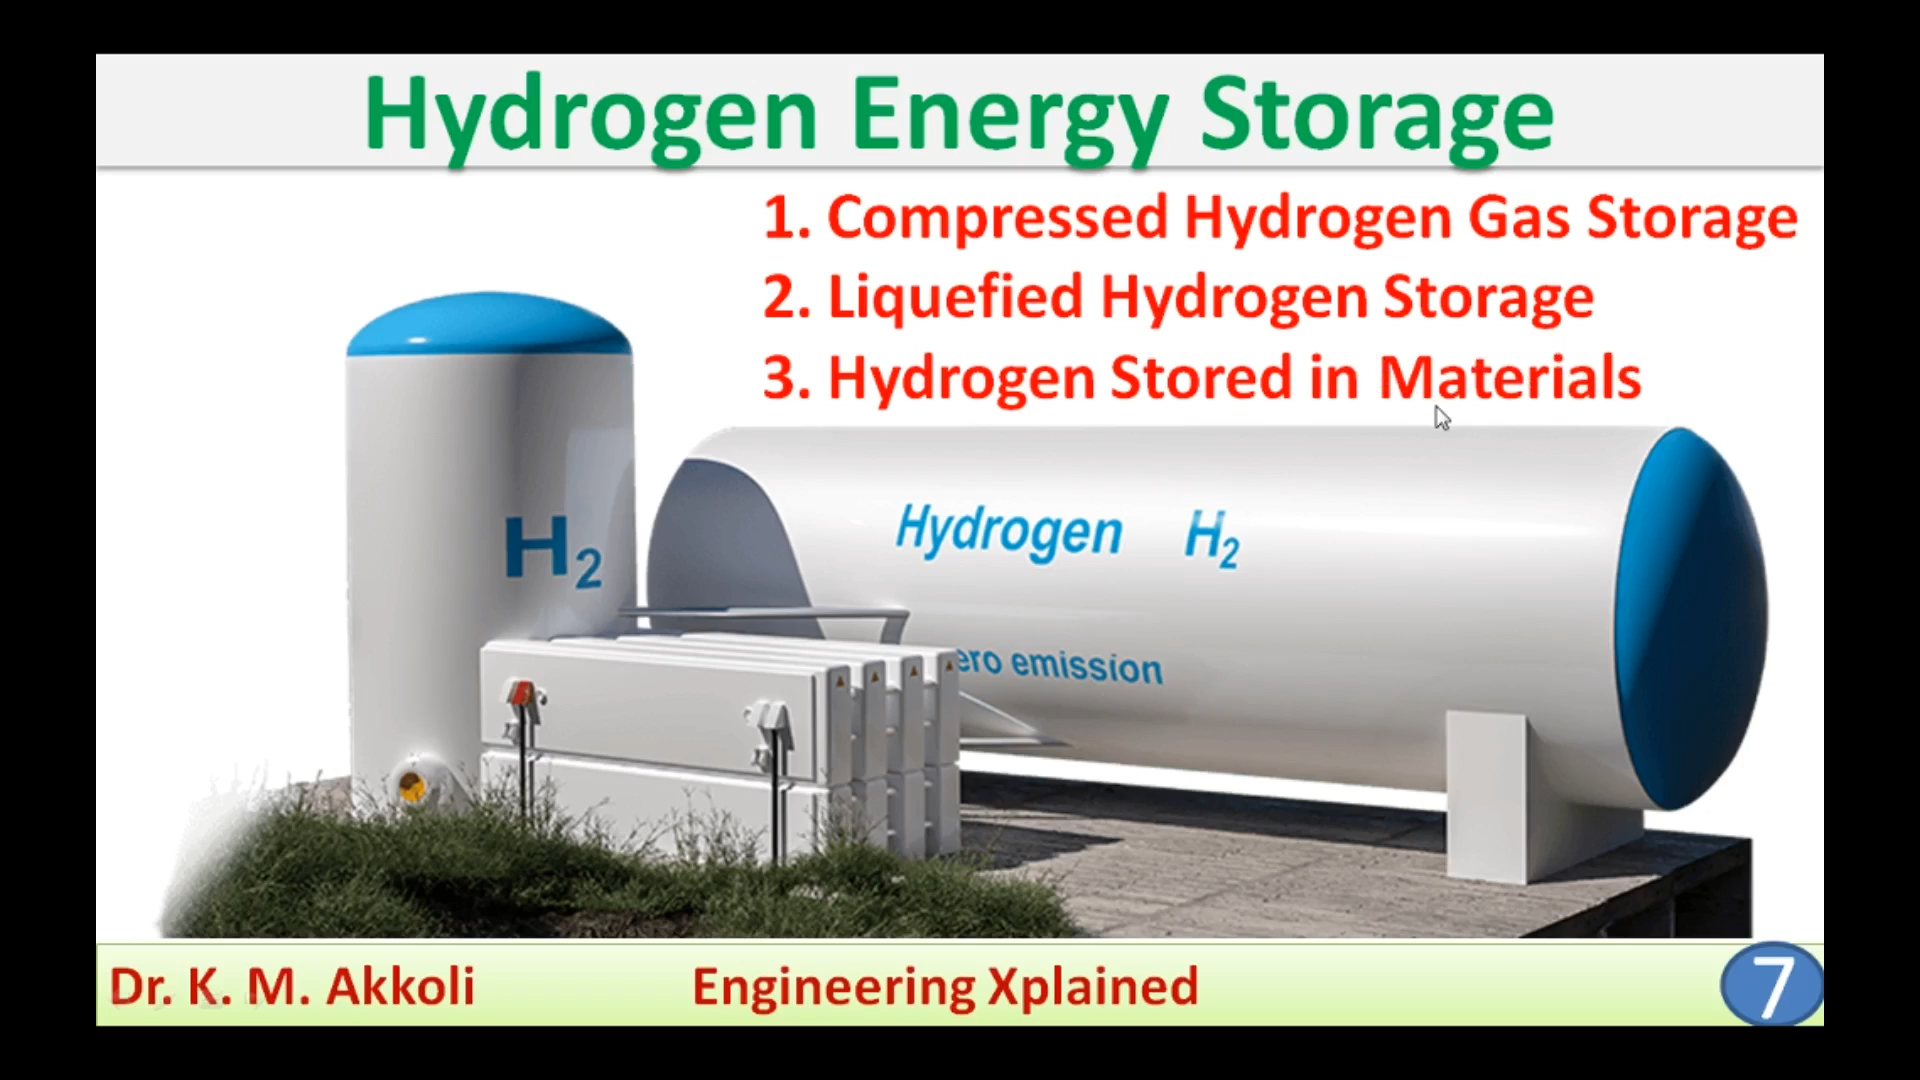 Hydrogen Energy Storage
1. Compressed Hydrogen Gas Storage
2. Liquefied Hydrogen Storage
3. Hydrogen Stored in Materials
H2
Hydrogen H2
ero emission
Dr. K. M. Akkoli Engineering Xplained 7